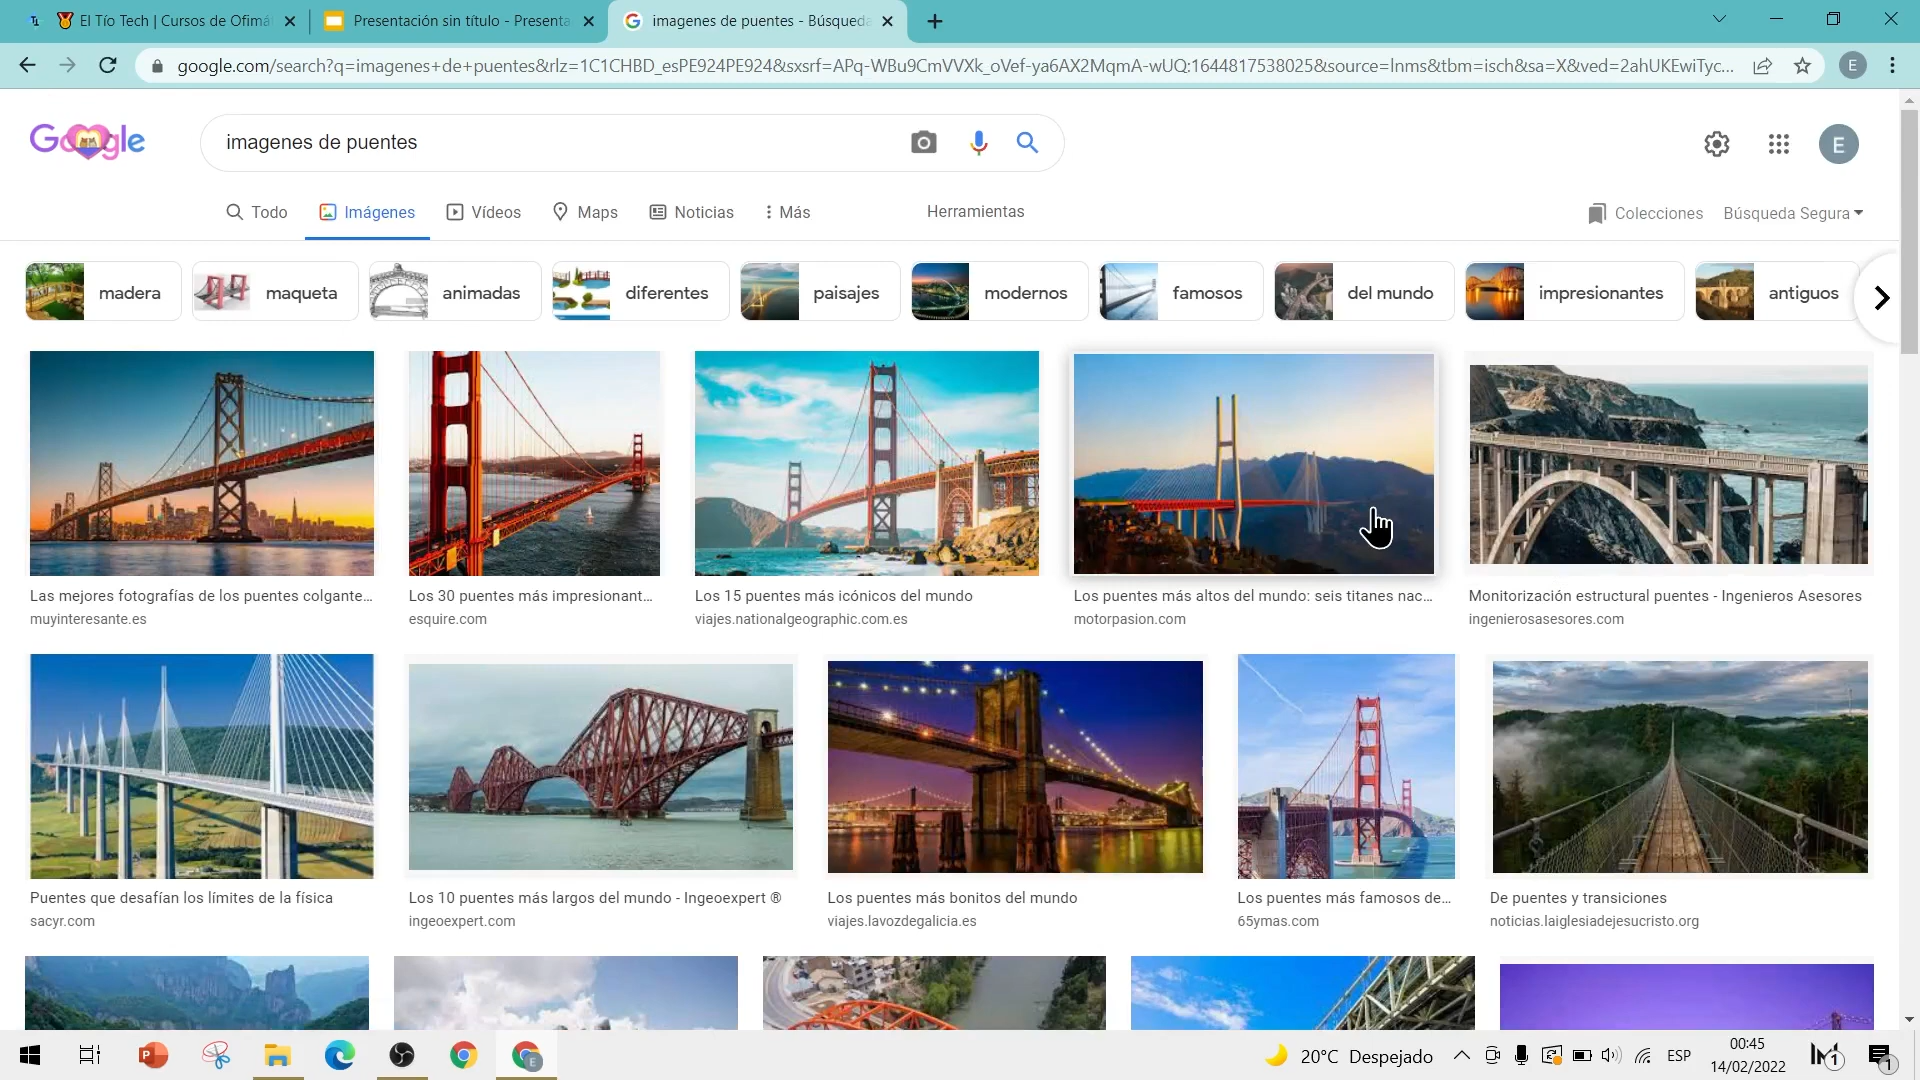 El Tío Tech | Cursos de Ofimá
Presentación sin título - Presenta
imagenes de puentes - Búsqueda
google.com/search?q=imagenes+de+puentes&rlz=1C1CHBD_esPE924PE924&sxsrf=APq-WBu9CmVVXk_oVef-ya6AX2MqmA-wUQ:1644817538025&source=lnms&tbm=isch&sa=X&ved=2ahUKEwiTyc...
E
Google
imagenes de puentes
E
Todo
Imágenes
Vídeos
Maps
Noticias
Más
Herramientas
Colecciones
Búsqueda Segura
madera
maqueta
animadas
diferentes
paisajes
modernos
famosos
del mundo
impresionantes
antiguos
Las mejores fotografías de los puentes colgante...
muyinteresante.es
Los 30 puentes más impresionant...
esquire.com
Los 15 puentes más icónicos del mundo
viajes.nationalgeographic.com.es
Los puentes más altos del mundo: seis titanes nac...
motorpasion.com
Monitorización estructural puentes - Ingenieros Asesores
ingenierosasesores.com
Puentes que desafían los límites de la física
sacyr.com
Los 10 puentes más largos del mundo - Ingeoexpert ®
ingeoexpert.com
Los puentes más bonitos del mundo
viajes.lavozdegalicia.es
Los puentes más famosos de...
65ymas.com
De puentes y transiciones
noticias.laiglesiadejesucristo.org
20°C Despejado
ESP
00:45
14/02/2022
1
1